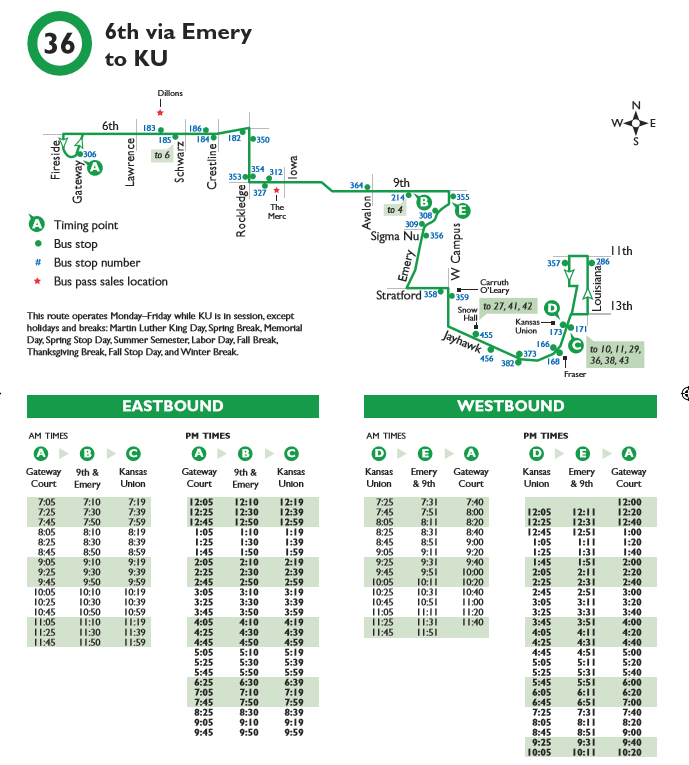 36
6th via Emery
to KU
Dillons
N
W E
S
6th
183
185
186
184
182
350
to 6
306
A
Fireside
Gateway
Lawrence
Schwarz
Crestline
Rockledge
353
354
312
327
Iowa
The
Merc
364
Avalon
9th
214
B
to 4
308
309
355
E
Sigma Nu
356
W Campus
Emery
Stratford
358
359
Carruth
O'Leary
Snow
Hall
to 27, 41, 42
455
Jayhawk
456
382
373
166
168
Fraser
Kansas
Union
D
173
171
C
to 10, 11, 29,
36, 38, 43
357
286
11th
Louisiana
13th
A Timing point
Bus stop
# Bus stop number
Bus pass sales location
This route operates Monday–Friday while KU is in session, except
holidays and breaks: Martin Luther King Day, Spring Break, Memorial
Day, Spring Stop Day, Summer Semester, Labor Day, Fall Break,
Thanksgiving Break, Fall Stop Day, and Winter Break.
EASTBOUND
AM TIMES
A B C
Gateway 9th & Kansas
Court Emery Union
7:05 7:10 7:19
7:25 7:30 7:39
7:45 7:50 7:59
8:05 8:10 8:19
8:25 8:30 8:39
8:45 8:50 8:59
9:05 9:10 9:19
9:25 9:30 9:39
9:45 9:50 9:59
10:05 10:10 10:19
10:25 10:30 10:39
10:45 10:50 10:59
11:05 11:10 11:19
11:25 11:30 11:39
11:45 11:50 11:59
PM TIMES
A B C
Gateway 9th & Kansas
Court Emery Union
12:05 12:10 12:19
12:25 12:30 12:39
12:45 12:50 12:59
1:05 1:10 1:19
1:25 1:30 1:39
1:45 1:50 1:59
2:05 2:10 2:19
2:25 2:30 2:39
2:45 2:50 2:59
3:05 3:10 3:19
3:25 3:30 3:39
3:45 3:50 3:59
4:05 4:10 4:19
4:25 4:30 4:39
4:45 4:50 4:59
5:05 5:10 5:19
5:25 5:30 5:39
5:45 5:50 5:59
6:25 6:30 6:39
7:05 7:10 7:19
7:45 7:50 7:59
8:25 8:30 8:39
9:05 9:10 9:19
9:45 9:50 9:59
WESTBOUND
AM TIMES
D E A
Kansas Emery Gateway
Union & 9th Court
7:25 7:31 7:40
7:45 7:51 8:00
8:05 8:11 8:20
8:25 8:31 8:40
8:45 8:51 9:00
9:05 9:11 9:20
9:25 9:31 9:40
9:45 9:51 10:00
10:05 10:11 10:20
10:25 10:31 10:40
10:45 10:51 11:00
11:05 11:11 11:20
11:25 11:31 11:40
11:45 11:51
PM TIMES
D E A
Kansas Emery Gateway
Union & 9th Court
12:00
12:05 12:11 12:20
12:25 12:31 12:40
12:45 12:51 1:00
1:05 1:11 1:20
1:25 1:31 1:40
1:45 1:51 2:00
2:05 2:11 2:20
2:25 2:31 2:40
2:45 2:51 3:00
3:05 3:11 3:20
3:25 3:31 3:40
3:45 3:51 4:00
4:05 4:11 4:20
4:25 4:31 4:40
4:45 4:51 5:00
5:05 5:11 5:20
5:25 5:31 5:40
5:45 5:51 6:00
6:05 6:11 6:20
6:45 6:51 7:00
7:25 7:31 7:40
8:05 8:11 8:20
8:45 8:51 9:00
9:25 9:31 9:40
10:05 10:11 10:20